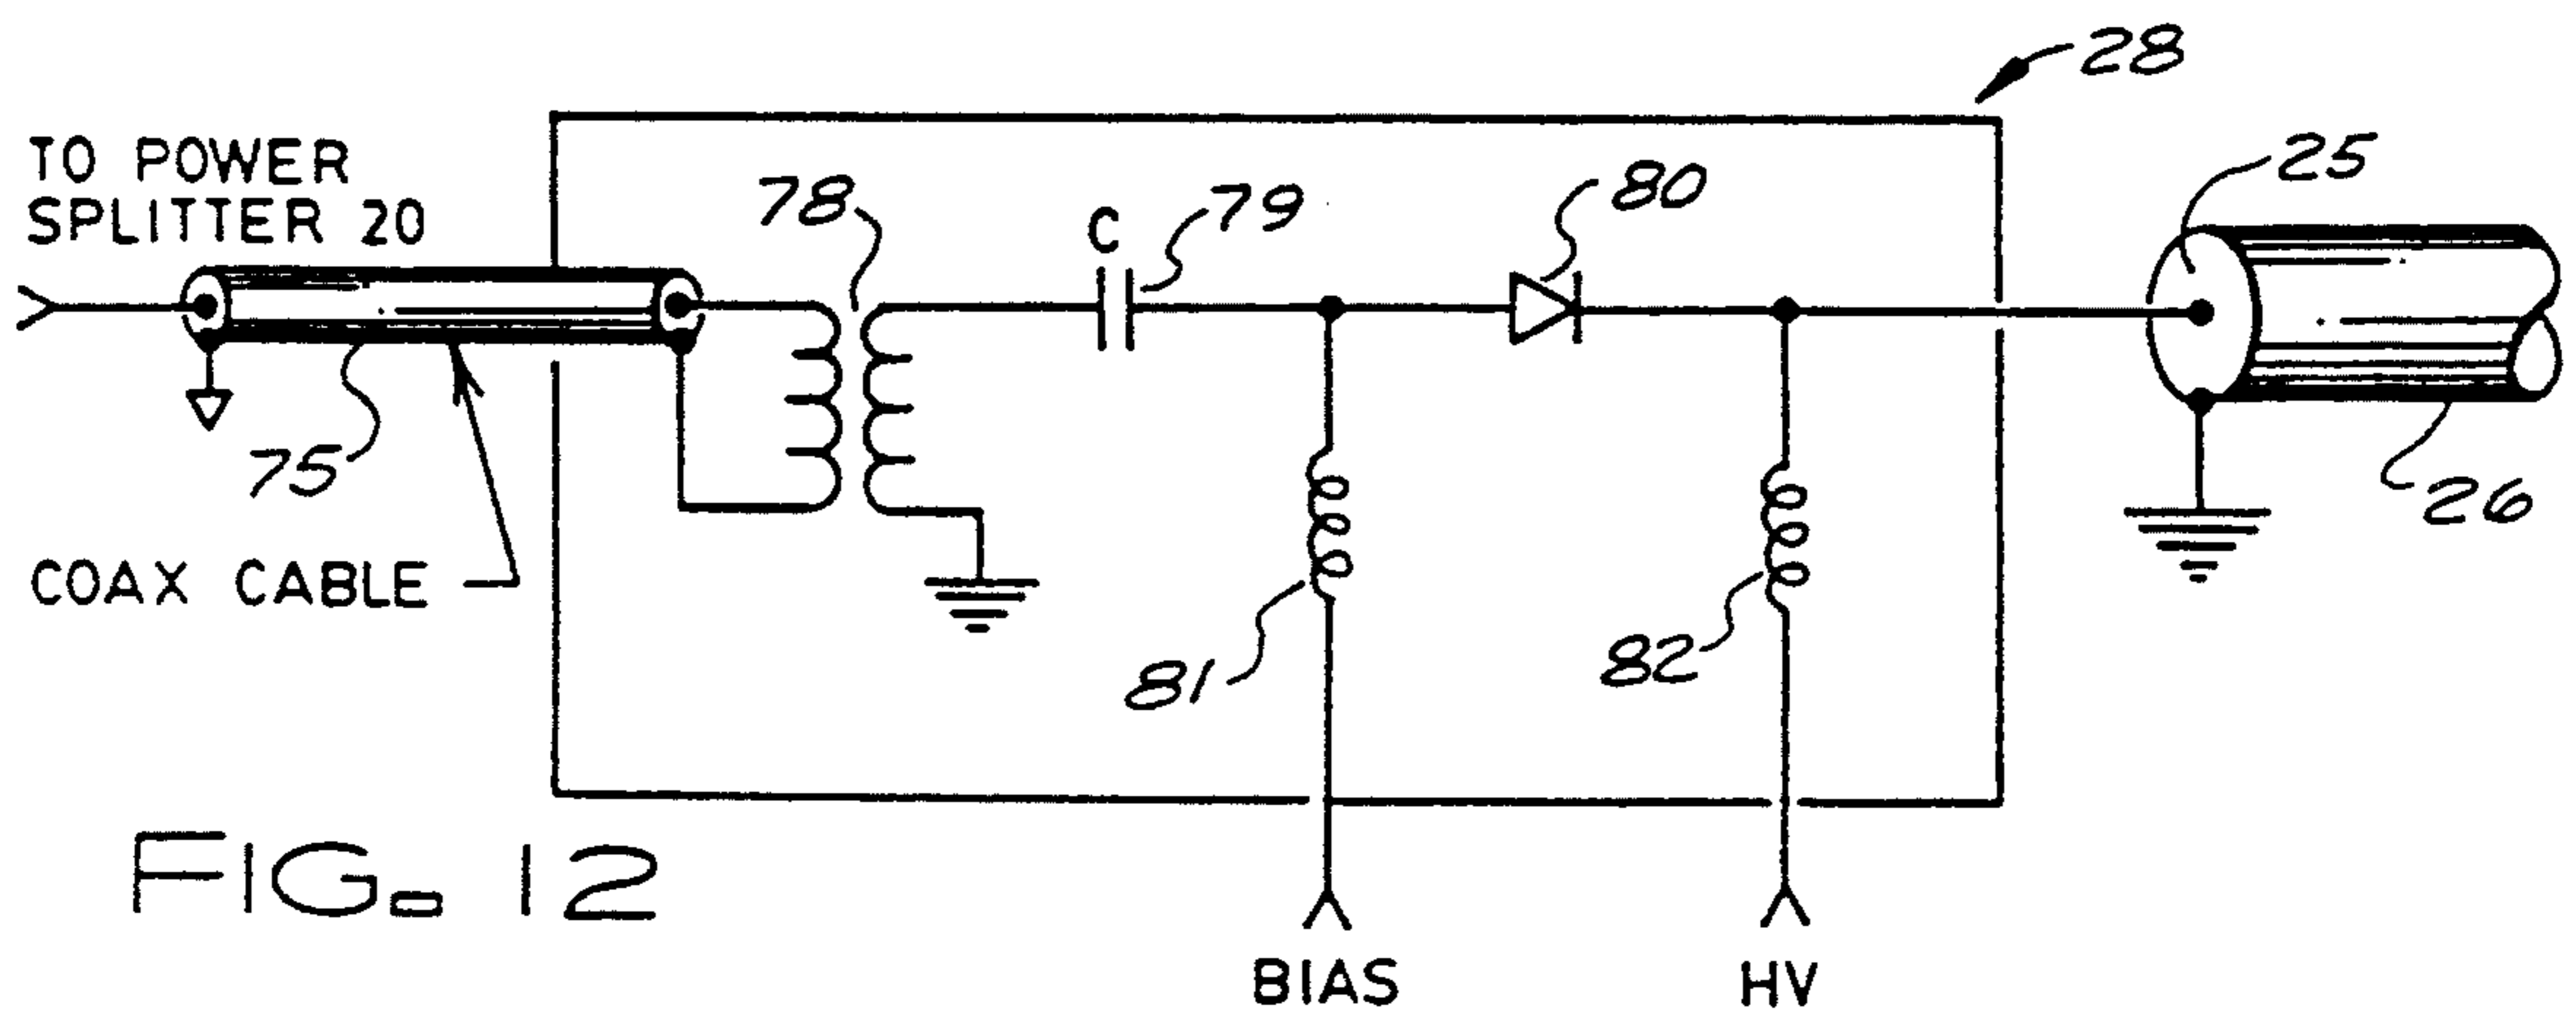 28
TO POWER
SPLITTER 20
78
C
79
80
25
75
COAX CABLE
81
82
26
FIG. 12
BIAS
HV